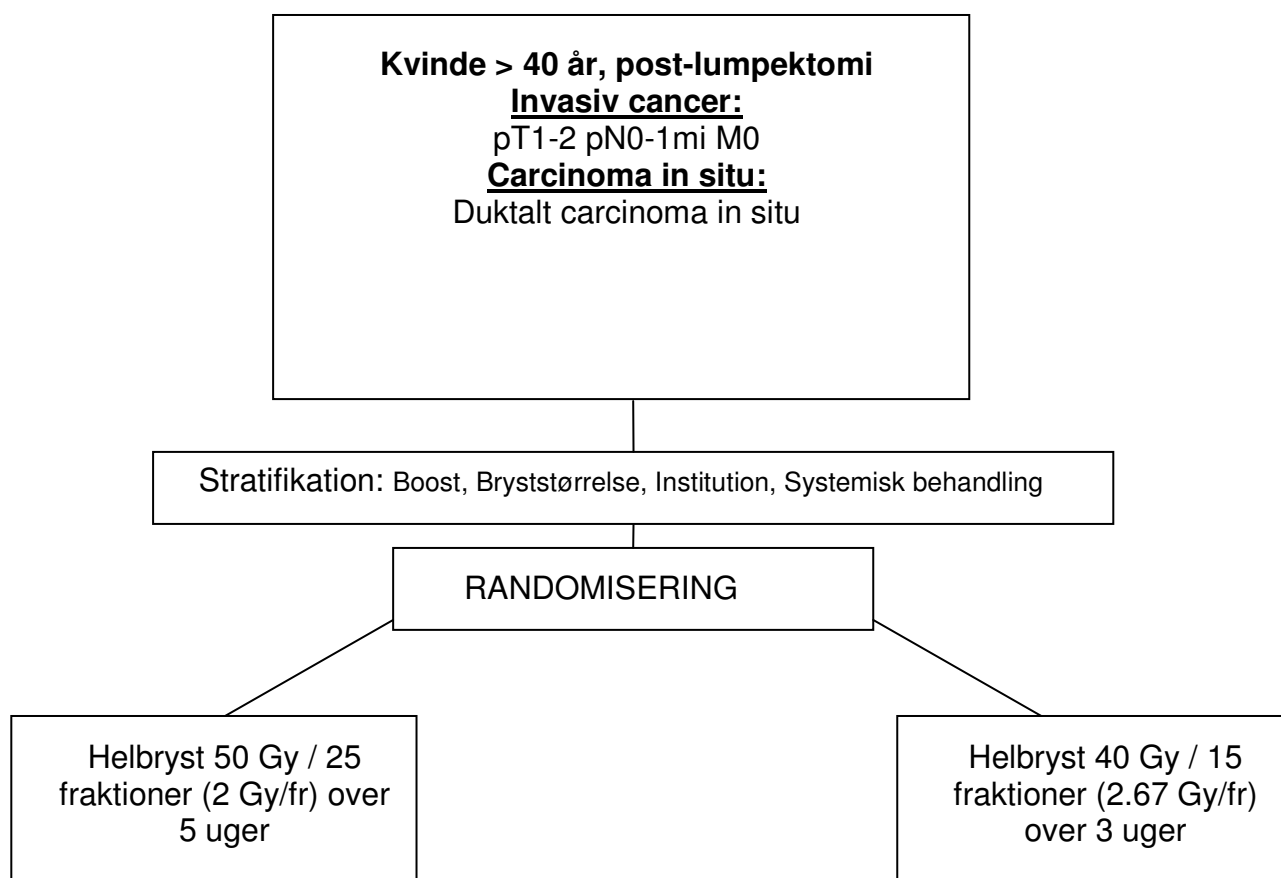 Kvinde > 40 år, post-lumpektomi
Invasiv cancer:
pT1-2 pN0-1mi M0
Carcinoma in situ:
Duktalt carcinoma in situ
Stratifikation: Boost, Bryststørrelse, Institution, Systemisk behandling
RANDOMISERING
Helbryst 50 Gy / 25
fraktioner (2 Gy/fr) over
5 uger
Helbryst 40 Gy / 15
fraktioner (2.67 Gy/fr)
over 3 uger